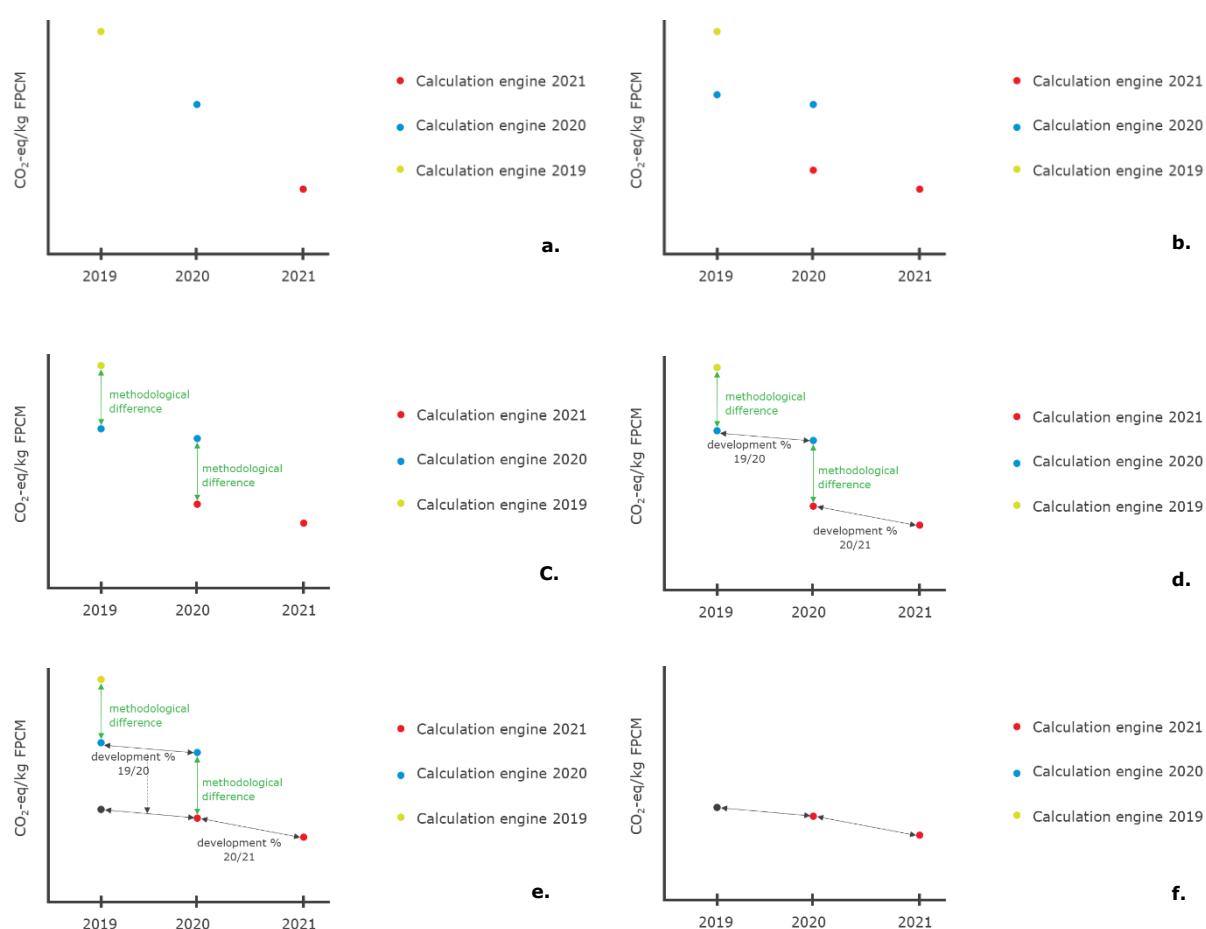 CO₂-eq/kg FPCM
Calculation engine 2021
Calculation engine 2020
Calculation engine 2019
a.
2019 2020 2021
CO₂-eq/kg FPCM
Calculation engine 2021
Calculation engine 2020
Calculation engine 2019
b.
2019 2020 2021
CO₂-eq/kg FPCM
methodological
difference
methodological
difference
Calculation engine 2021
Calculation engine 2020
Calculation engine 2019
C.
2019 2020 2021
CO₂-eq/kg FPCM
methodological
difference
development %
19/20
methodological
difference
development %
20/21
Calculation engine 2021
Calculation engine 2020
Calculation engine 2019
d.
2019 2020 2021
CO₂-eq/kg FPCM
methodological
difference
development %
19/20
methodological
difference
development %
20/21
Calculation engine 2021
Calculation engine 2020
Calculation engine 2019
e.
2019 2020 2021
CO₂-eq/kg FPCM
Calculation engine 2021
Calculation engine 2020
Calculation engine 2019
f.
2019 2020 2021